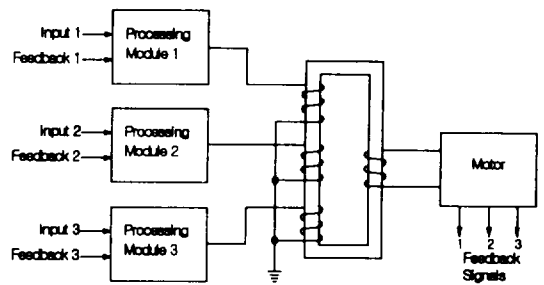 Input 1
Feedback 1
Processing
Module 1
Input 2
Feedback 2
Processing
Module 2
Input 3
Feedback 3
Processing
Module 3
Motor
1 2 3
Feedback
Signals